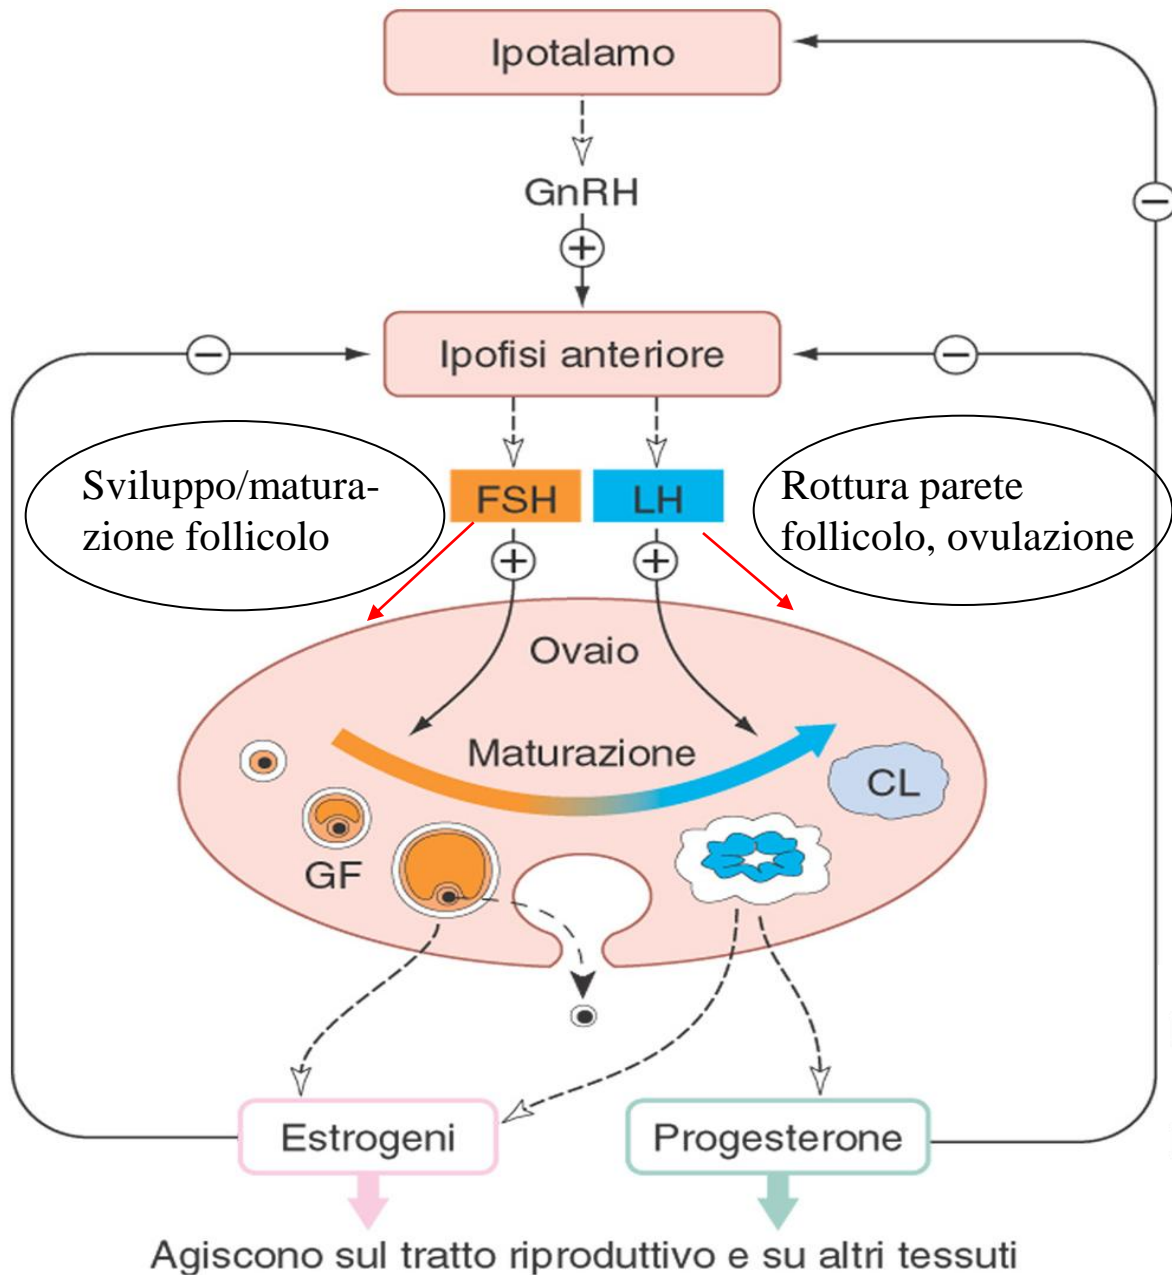 Ipotalamo
GnRH
+
Ipofisi anteriore
−
−
−
Sviluppo/matura-
zione follicolo
FSH
LH
Rottura parete
follicolo, ovulazione
+
+
Ovaio
Maturazione
CL
GF
Estrogeni
Progesterone
Agiscono sul tratto riproduttivo e su altri tessuti